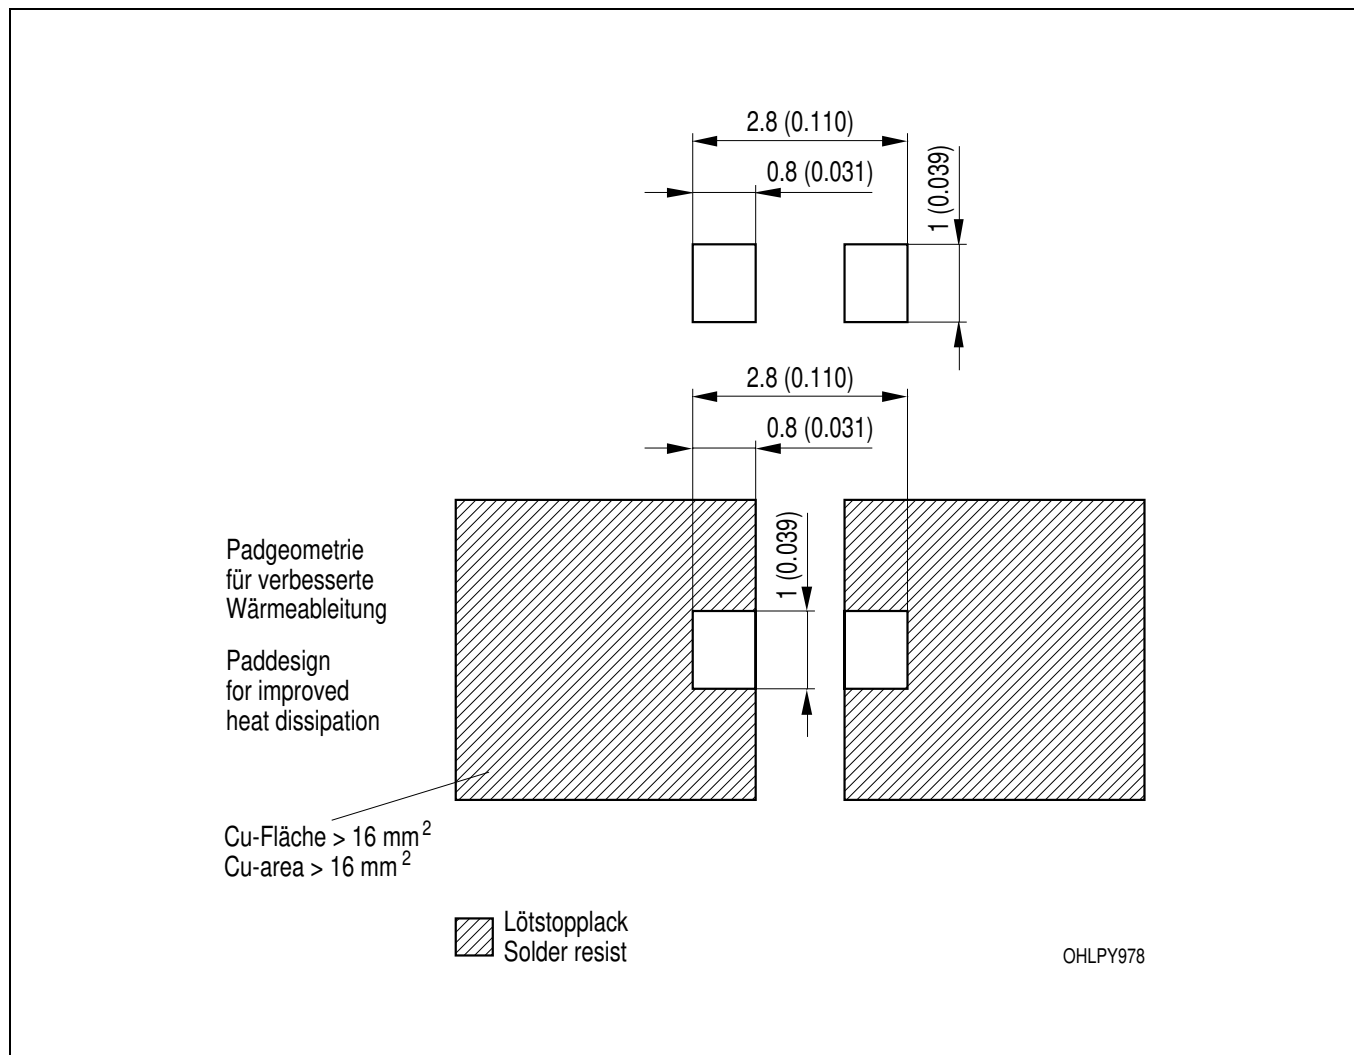 2.8 (0.110)
0.8 (0.031)
1 (0.039)
2.8 (0.110)
0.8 (0.031)
1 (0.039)
Padgeometrie
für verbesserte
Wärmeableitung
Paddesign
for improved
heat dissipation
Cu-Fläche > 16 mm²
Cu-area > 16 mm²
Lötstopplack
Solder resist
OHLPY978